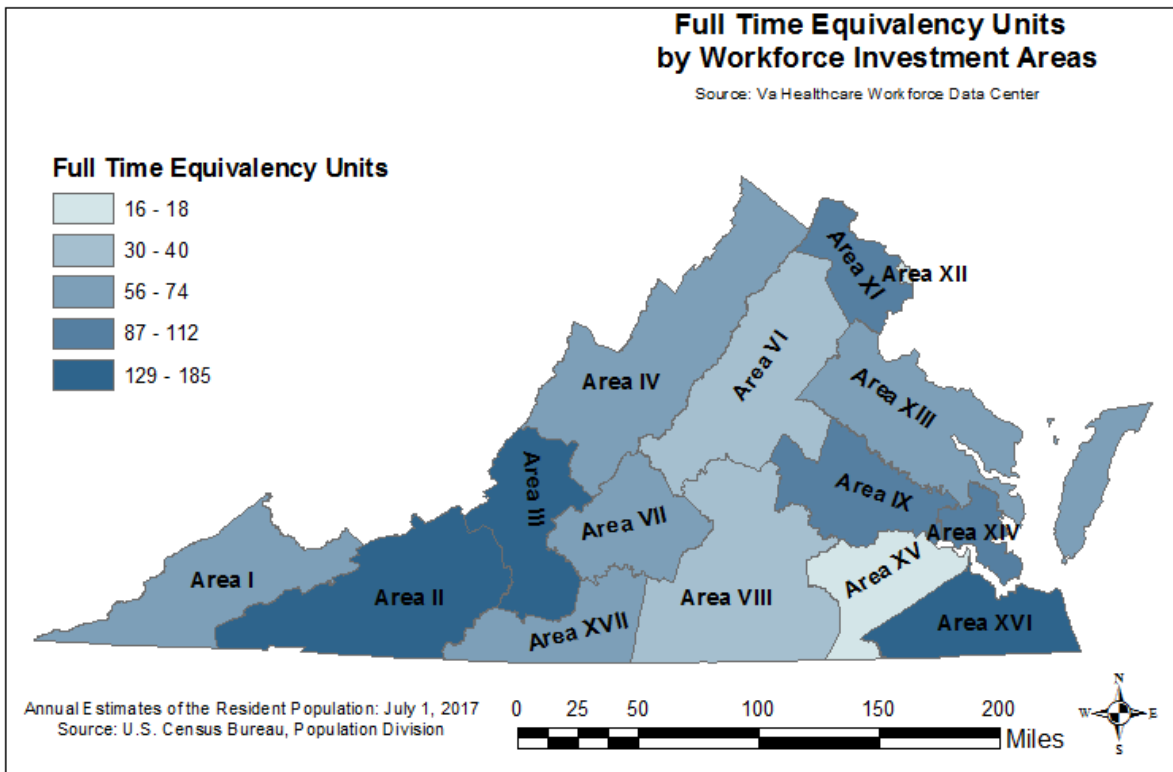 Full Time Equivalency Units
by Workforce Investment Areas
Source: Va Healthcare Workforce Data Center
Full Time Equivalency Units
16 - 18
30 - 40
56 - 74
87 - 112
129 - 185
Area XI
Area XII
Area VI
Area IV
Area XIII
Area III
Area IX
Area VII
Area XIV
Area XV
Area I
Area II
Area VIII
Area XVII
Area XVI
Annual Estimates of the Resident Population: July 1, 2017
Source: U.S. Census Bureau, Population Division
0 25 50 100 150 200
Miles
N
W E
S